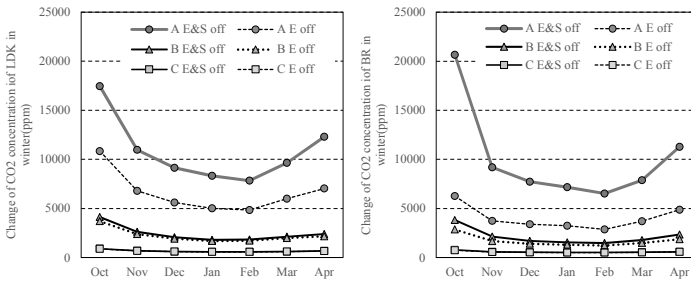 Change of CO2 concentration iof LDK in
winter(ppm)
25000
20000
15000
10000
5000
0
A E&S off
A E off
B E&S off
B E off
C E&S off
C E off
Oct Nov Dec Jan Feb Mar Apr
Change of CO2 concentration iof BR in
winter(ppm)
25000
20000
15000
10000
5000
0
A E&S off
A E off
B E&S off
B E off
C E&S off
C E off
Oct Nov Dec Jan Feb Mar Apr